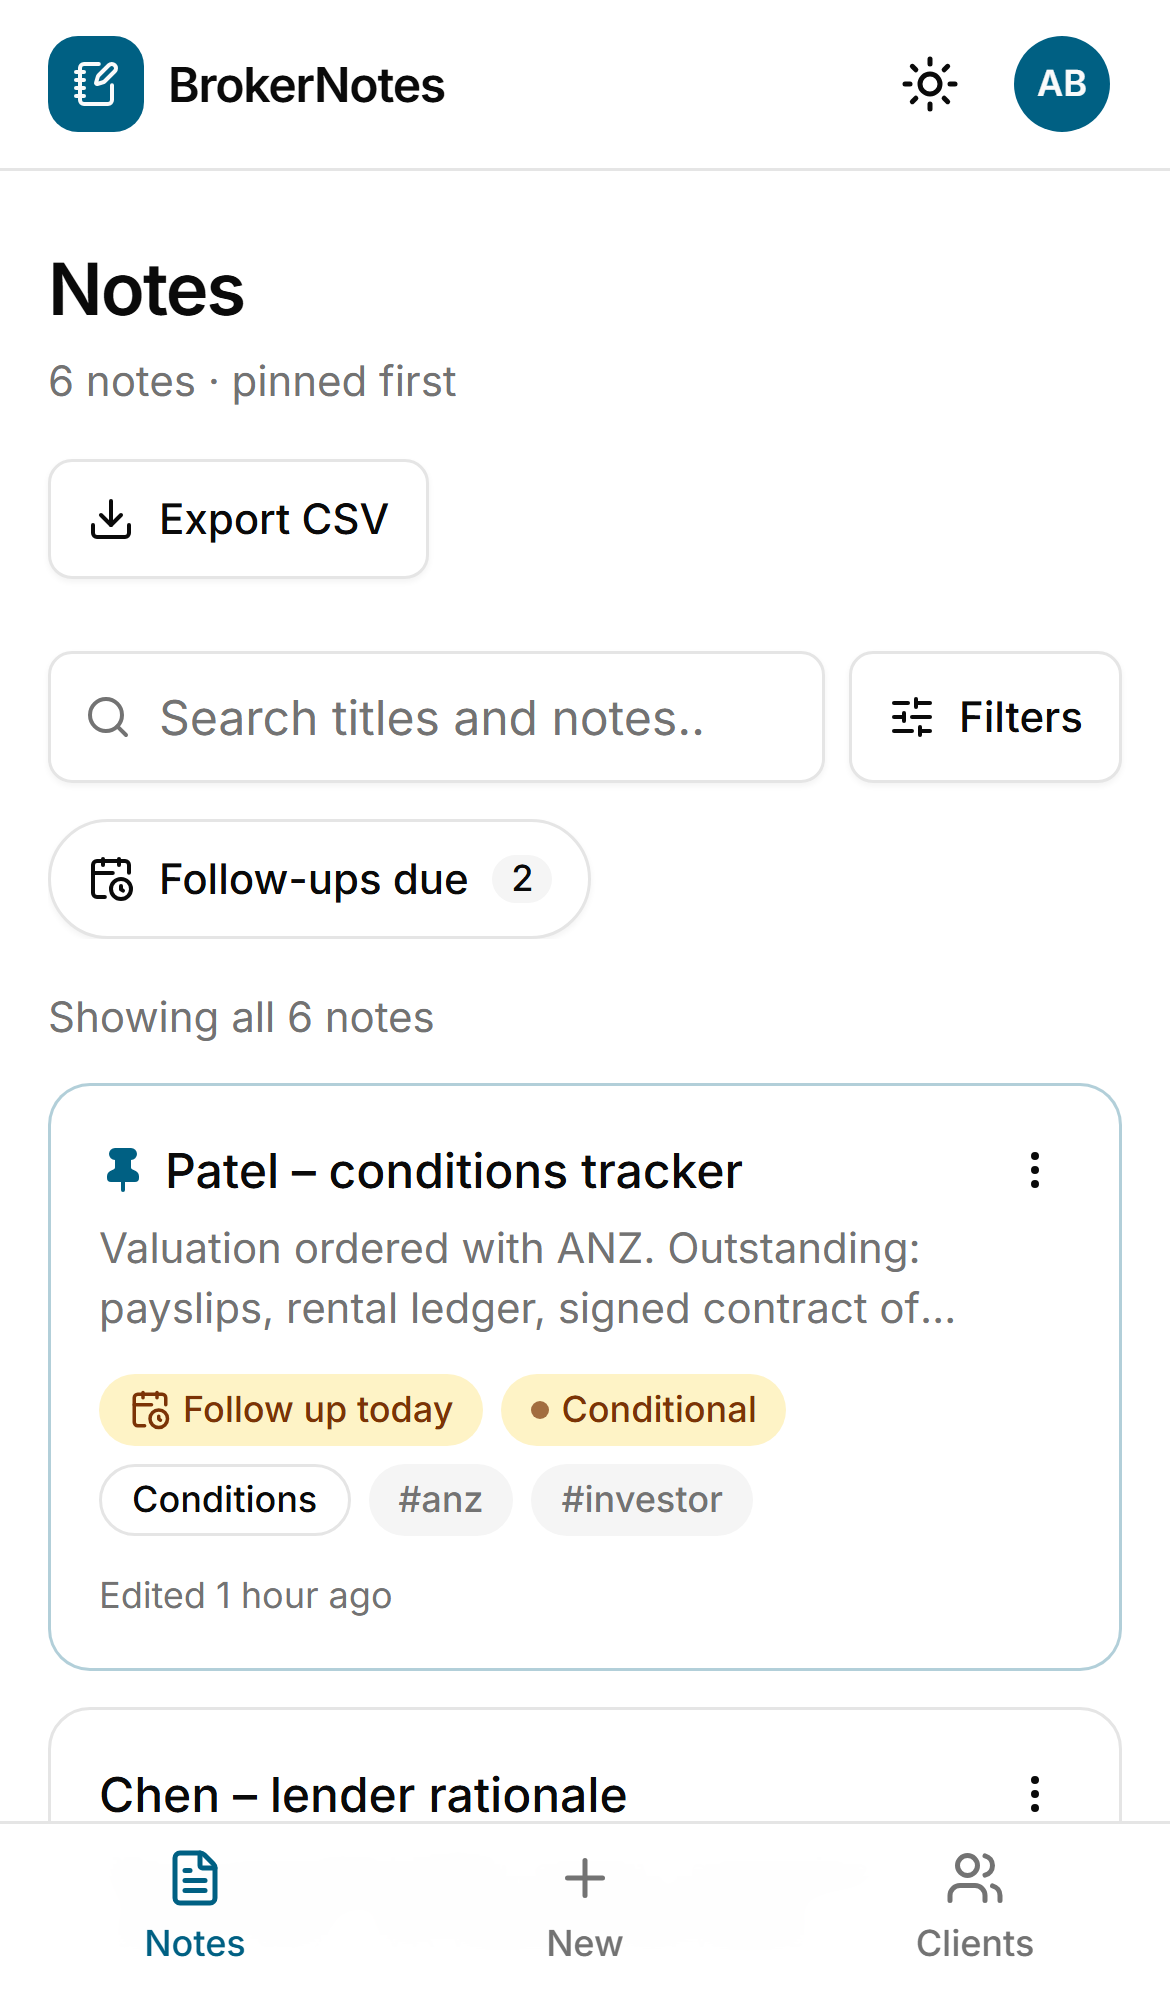 BrokerNotes
AB
Notes
6 notes · pinned first
Export CSV
Search titles and notes..
Filters
Follow-ups due 2
Showing all 6 notes
Patel – conditions tracker
Valuation ordered with ANZ. Outstanding:
payslips, rental ledger, signed contract of...
Follow up today
Conditional
Conditions
#anz
#investor
Edited 1 hour ago
Chen – lender rationale
Notes
New
Clients